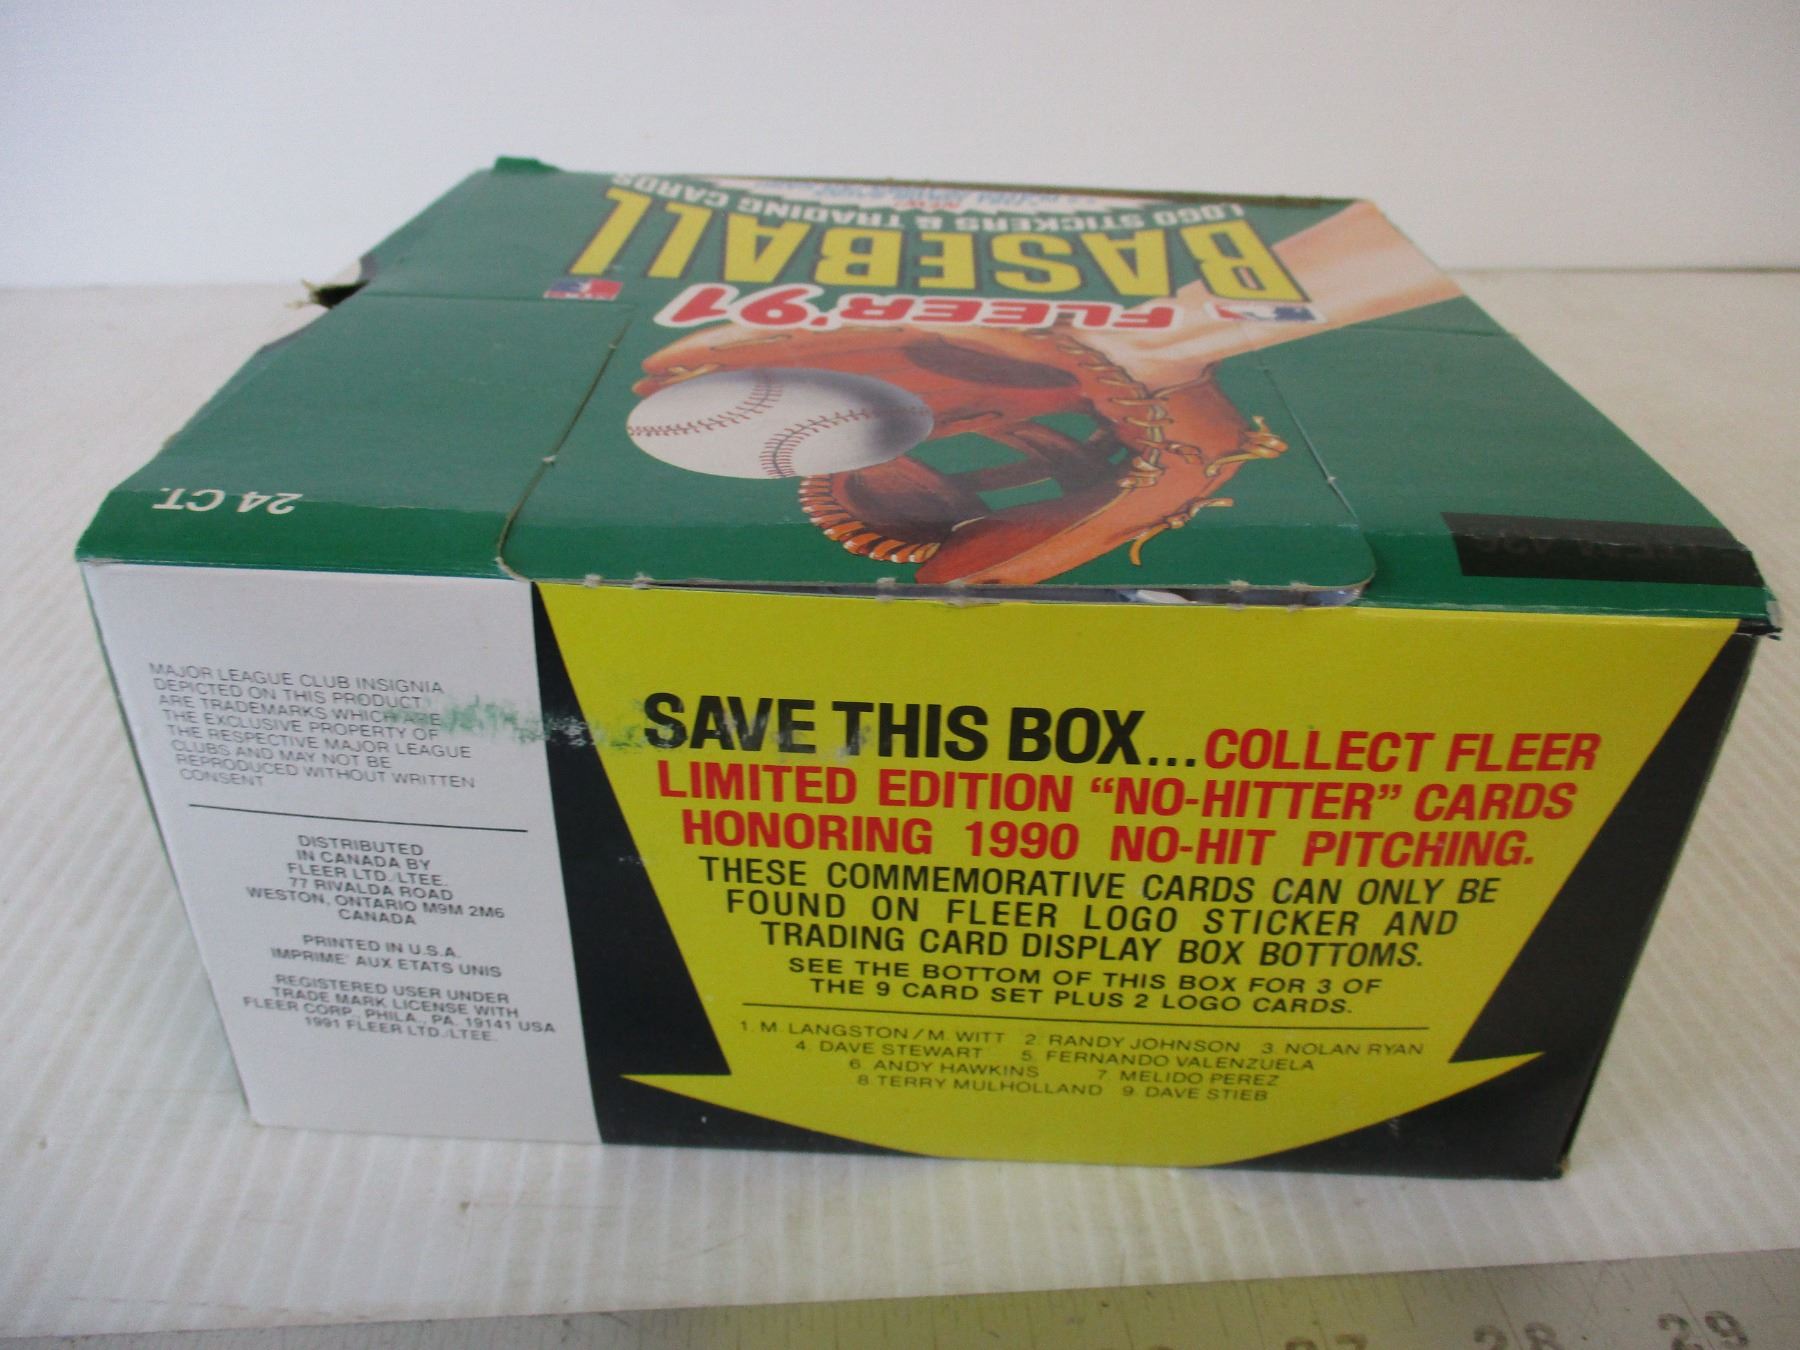 LOGO STICKERS & TRADING CARDS
BASEBALL
FLEER '91
24 CT.
MAJOR LEAGUE CLUB INSIGNIA
DEPICTED ON THIS PRODUCT
ARE TRADEMARKS WHICH ARE
THE EXCLUSIVE PROPERTY OF
THE RESPECTIVE MAJOR LEAGUE
CLUBS AND MAY NOT BE
REPRODUCED WITHOUT WRITTEN
CONSENT
DISTRIBUTED
IN CANADA BY
FLEER LTD./LTEE.
77 RIVALDA ROAD
WESTON, ONTARIO M9M 2M6
CANADA
PRINTED IN U.S.A.
IMPRIME' AUX ETATS UNIS
REGISTERED USER UNDER
TRADE MARK LICENSE WITH
FLEER CORP., PHILA., PA. 19141 USA
1991 FLEER LTD./LTEE.
SAVE THIS BOX...COLLECT FLEER
LIMITED EDITION “NO-HITTER” CARDS
HONORING 1990 NO-HIT PITCHING.
THESE COMMEMORATIVE CARDS CAN ONLY BE
FOUND ON FLEER LOGO STICKER AND
TRADING CARD DISPLAY BOX BOTTOMS.
SEE THE BOTTOM OF THIS BOX FOR 3 OF
THE 9 CARD SET PLUS 2 LOGO CARDS.
1. M. LANGSTON / M. WITT 2. RANDY JOHNSON 3. NOLAN RYAN
4. DAVE STEWART 5. FERNANDO VALENZUELA
6. ANDY HAWKINS 7. MELIDO PEREZ
8. TERRY MULHOLLAND 9. DAVE STIEB
27 28 29